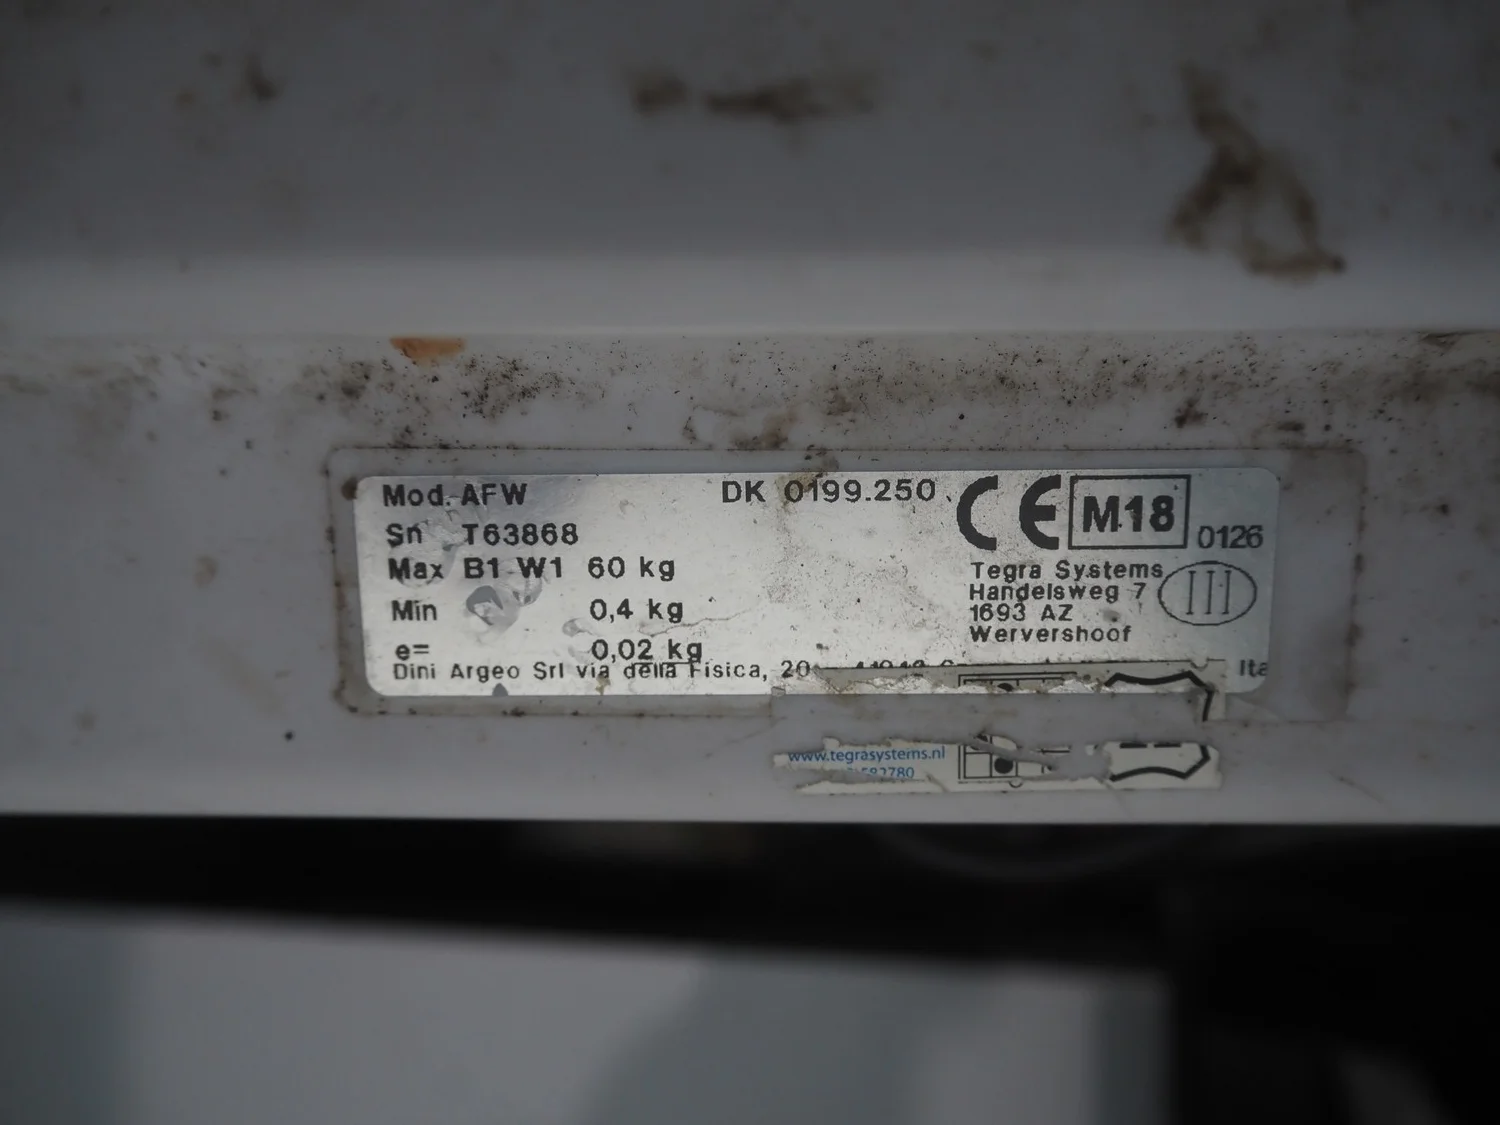 Mod. AFW DK 0199.250
CE M18 0126
Sn T63868
Max B1 W1 60 kg
Min 0,4 kg
e= 0,02 kg
Tegra Systems
Handelsweg 7
1693 AZ
Wervershoof
III
Dini Argeo Srl via della Fisica, 20
www.tegrasystems.nl